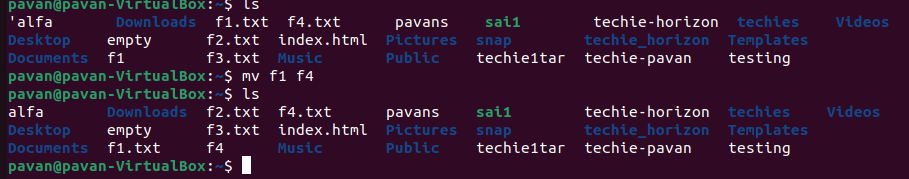 pavan@pavan-VirtualBox:~$ ls
'alfa Downloads f1.txt f4.txt pavans sai1 techie-horizon techies Videos
Desktop empty f2.txt index.html Pictures snap techie_horizon Templates
Documents f1 f3.txt Music Public techie1tar techie-pavan testing
pavan@pavan-VirtualBox:~$ mv f1 f4
pavan@pavan-VirtualBox:~$ ls
alfa Downloads f2.txt f4.txt pavans sai1 techie-horizon techies Videos
Desktop empty f3.txt index.html Pictures snap techie_horizon Templates
Documents f1.txt f4 Music Public techie1tar techie-pavan testing
pavan@pavan-VirtualBox:~$